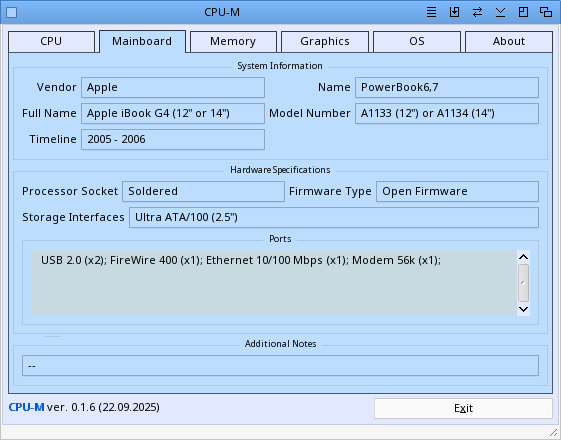 CPU-M
CPU Mainboard Memory Graphics OS About
System Information
Vendor Apple Name PowerBook6,7
Full Name Apple iBook G4 (12" or 14") Model Number A1133 (12") or A1134 (14")
Timeline 2005 - 2006
Hardware Specifications
Processor Socket Soldered Firmware Type Open Firmware
Storage Interfaces Ultra ATA/100 (2.5")
Ports
USB 2.0 (x2); FireWire 400 (x1); Ethernet 10/100 Mbps (x1); Modem 56k (x1);
Additional Notes
--
CPU-M ver. 0.1.6 (22.09.2025) Exit